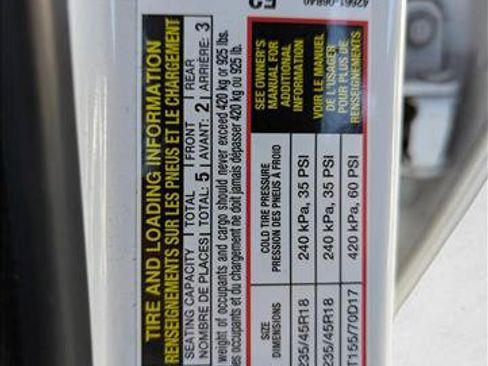 42661-06R40
E3
TIRE AND LOADING INFORMATION
RENSEIGNEMENTS SUR LES PNEUS ET LE CHARGEMENT
SEATING CAPACITY | TOTAL | FRONT | REAR
NOMBRE DE PLACES | TOTAL: 5 | AVANT: 2 | ARRIÈRE: 3
weight of occupants and cargo should never exceed 420 kg or 925 lbs.
es occupants et du chargement ne doit jamais dépasser 420 kg ou 925 lb.
SIZE
DIMENSIONS
COLD TIRE PRESSURE
PRESSION DES PNEUS À FROID
SEE OWNER'S
MANUAL FOR
ADDITIONAL
INFORMATION
VOIR LE MANUEL
DE L'USAGER
POUR PLUS DE
RENSEIGNEMENTS
235/45R18 240 kPa, 35 PSI
235/45R18 240 kPa, 35 PSI
T155/70D17 420 kPa, 60 PSI